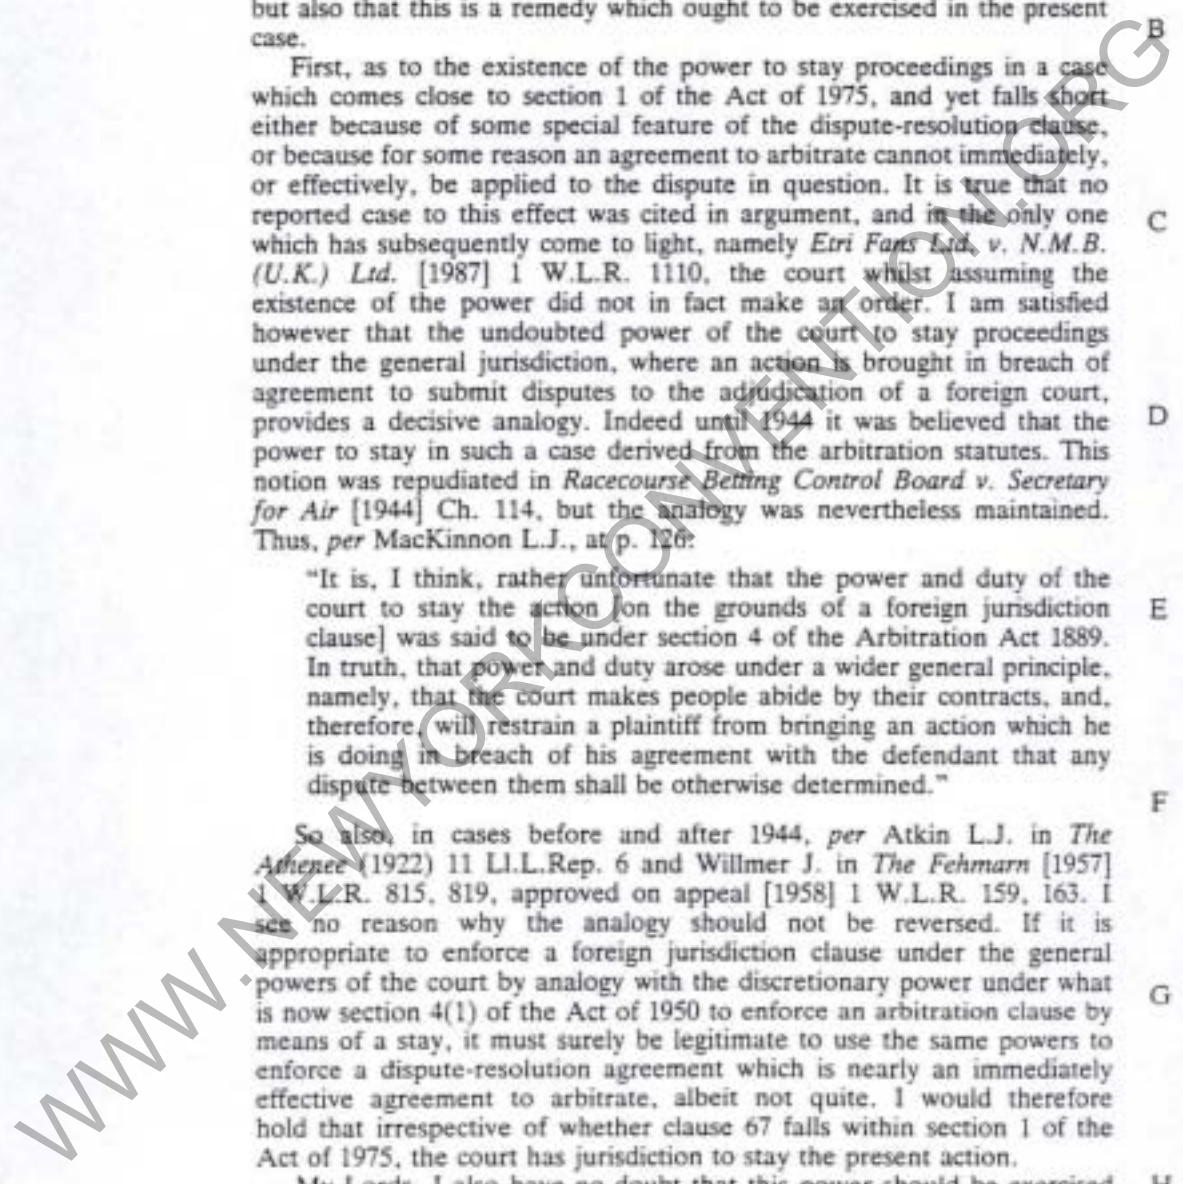 but also that this is a remedy which ought to be exercised in the present
case.
B
First, as to the existence of the power to stay proceedings in a case
which comes close to section 1 of the Act of 1975, and yet falls short
either because of some special feature of the dispute-resolution clause,
or because for some reason an agreement to arbitrate cannot immediately,
or effectively, be applied to the dispute in question. It is true that no
reported case to this effect was cited in argument, and in the only one
C
which has subsequently come to light, namely Etri Fans Ltd. v. N.M.B.
(U.K.) Ltd. [1987] 1 W.L.R. 1110, the court whilst assuming the
existence of the power did not in fact make an order. I am satisfied
however that the undoubted power of the court to stay proceedings
under the general jurisdiction, where an action is brought in breach of
agreement to submit disputes to the adjudication of a foreign court,
provides a decisive analogy. Indeed until 1944 it was believed that the
D
power to stay in such a case derived from the arbitration statutes. This
notion was repudiated in Racecourse Betting Control Board v. Secretary
for Air [1944] Ch. 114, but the analogy was nevertheless maintained.
Thus, per MacKinnon L.J., at p. 126:
"It is, I think, rather unfortunate that the power and duty of the
court to stay the action [on the grounds of a foreign jurisdiction
E
clause] was said to be under section 4 of the Arbitration Act 1889.
In truth, that power and duty arose under a wider general principle,
namely, that the court makes people abide by their contracts, and,
therefore, will restrain a plaintiff from bringing an action which he
is doing in breach of his agreement with the defendant that any
dispute between them shall be otherwise determined."
F
So also, in cases before and after 1944, per Atkin L.J. in The
Athenee (1922) 11 Ll.L.Rep. 6 and Willmer J. in The Fehmarn [1957]
1 W.L.R. 815, 819, approved on appeal [1958] 1 W.L.R. 159, 163. I
see no reason why the analogy should not be reversed. If it is
appropriate to enforce a foreign jurisdiction clause under the general
powers of the court by analogy with the discretionary power under what
G
is now section 4(1) of the Act of 1950 to enforce an arbitration clause by
means of a stay, it must surely be legitimate to use the same powers to
enforce a dispute-resolution agreement which is nearly an immediately
effective agreement to arbitrate, albeit not quite. I would therefore
hold that irrespective of whether clause 67 falls within section 1 of the
Act of 1975, the court has jurisdiction to stay the present action.
My Lords, I also have no doubt that this power should be exercised
H
WWW.NEWYORKCONVENTION.ORG